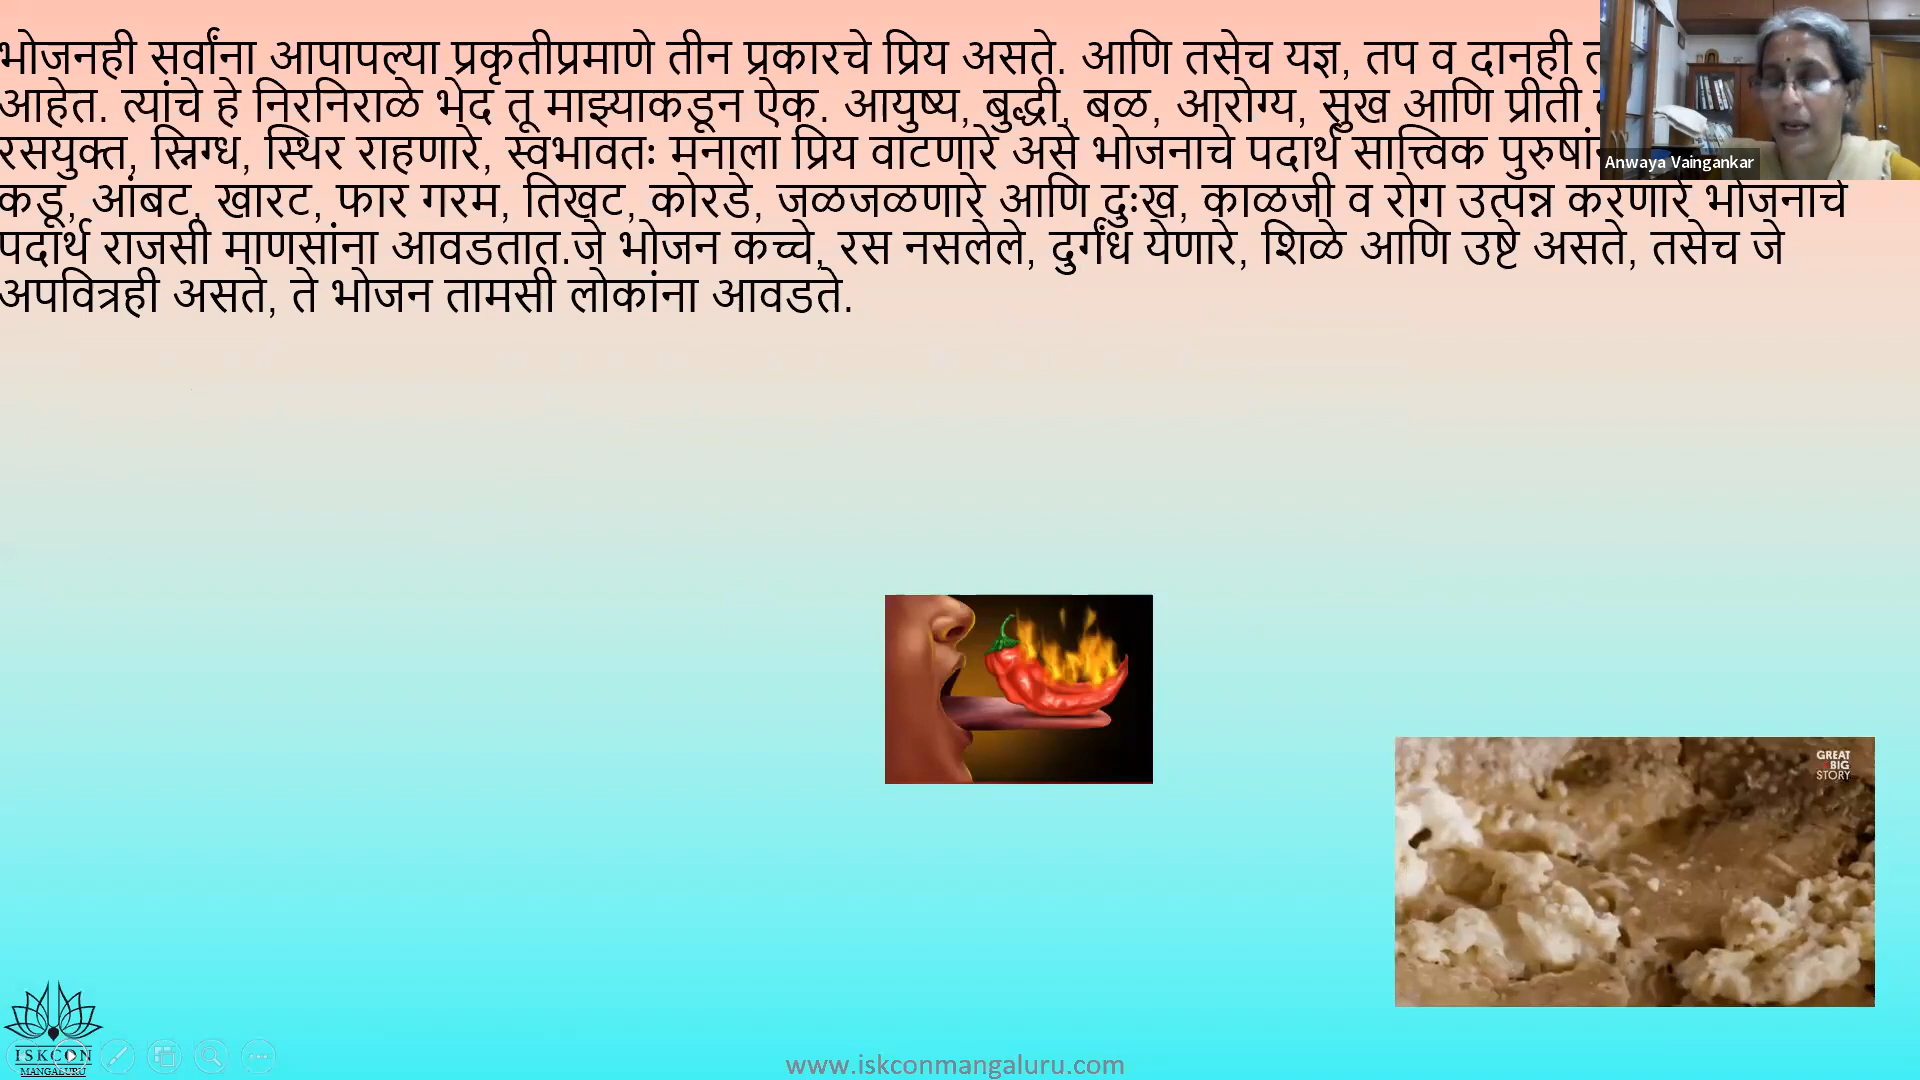 भोजनही सर्वांना आपापल्या प्रकृतीप्रमाणे तीन प्रकारचे प्रिय असते. आणि तसेच यज्ञ, तप व दानही
आहेत. त्यांचे हे निरनिराळे भेद तू माझ्याकडून ऐक. आयुष्य, बुद्धी, बळ, आरोग्य, सुख आणि प्रीती
रसयुक्त, स्निग्ध, स्थिर राहणारे, स्वभावतः मनाला प्रिय वाटणारे असे भोजनाचे पदार्थ सात्त्विक
कडू, आंबट, खारट, फार गरम, तिखट, कोरडे, जळजळणारे आणि दुःख, काळजी व रोग उत्पन्न करणारे भोजनाचे
पदार्थ राजसी माणसांना आवडतात.जे भोजन कच्चे, रस नसलेले, दुर्गंध येणारे, शिळे आणि उष्टे असते, तसेच जे
अपवित्रही असते, ते भोजन तामसी लोकांना आवडते.
Anwaya Vaingankar
GREAT
BIG
STORY
ISKCON
MANGALURU
www.iskconmangaluru.com